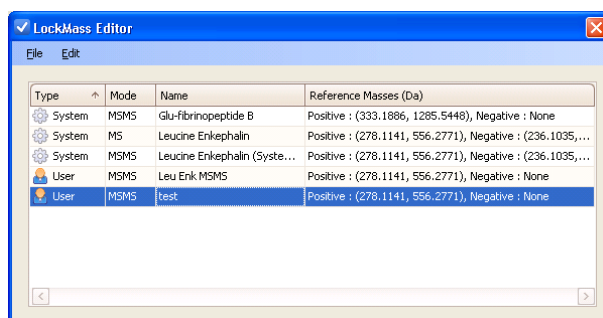 LockMass Editor
File Edit
Type Mode Name Reference Masses (Da)
System MSMS Glu-fibrinopeptide B Positive : (333.1886, 1285.5448), Negative : None
System MS Leucine Enkephalin Positive : (278.1141, 556.2771), Negative : (236.1035,...
System MSMS Leucine Enkephalin (Syste... Positive : (278.1141, 556.2771), Negative : (236.1035,...
User MSMS Leu Enk MSMS Positive : (278.1141, 556.2771), Negative : None
User MSMS test Positive : (278.1141, 556.2771), Negative : None